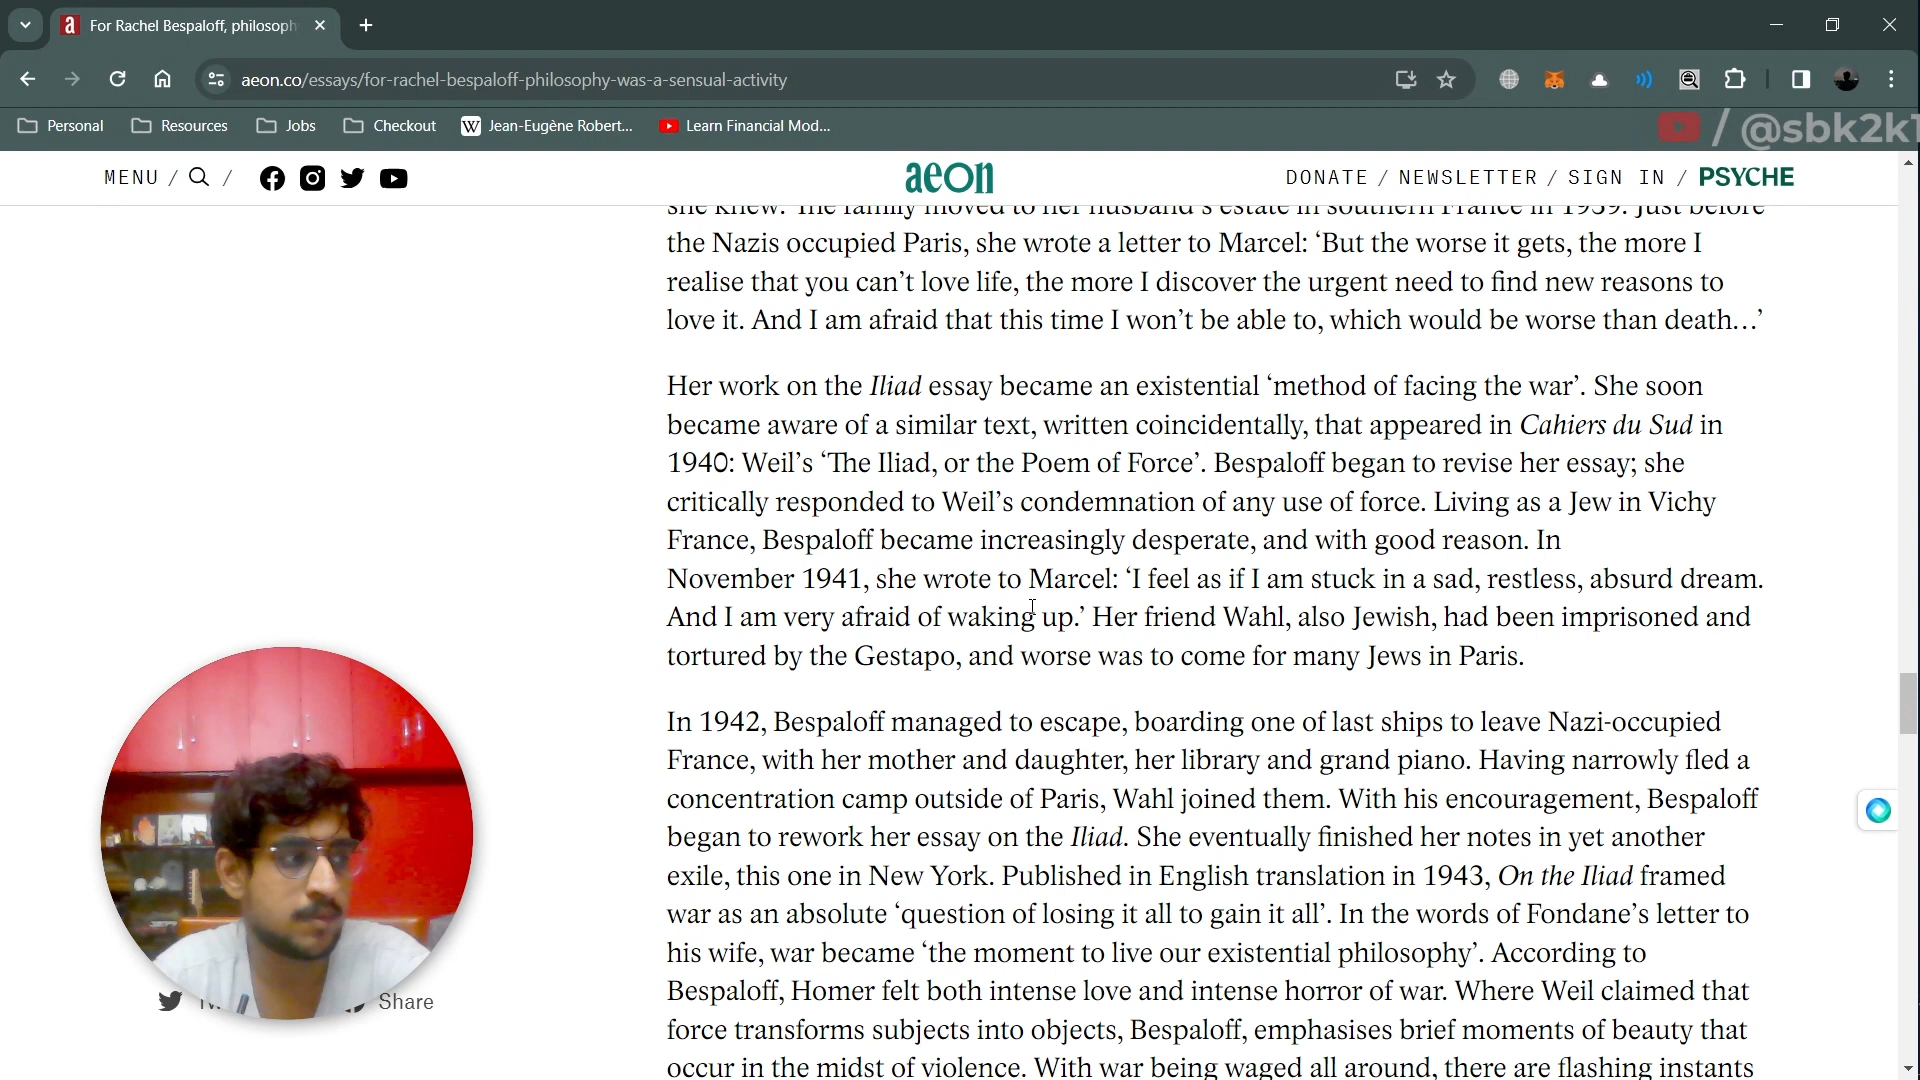 For Rachel Bespaloff, philosoph
aeon.co/essays/for-rachel-bespaloff-philosophy-was-a-sensual-activity
Personal
Resources
Jobs
Checkout
W
Jean-Eugène Robert...
Learn Financial Mod...
/ @sbk2k1
MENU / /
aeon
DONATE / NEWSLETTER / SIGN IN / PSYCHE
she knew. The family moved to her husband’s estate in southern France in 1939. Just before
the Nazis occupied Paris, she wrote a letter to Marcel: ‘But the worse it gets, the more I
realise that you can’t love life, the more I discover the urgent need to find new reasons to
love it. And I am afraid that this time I won’t be able to, which would be worse than death…’
Her work on the Iliad essay became an existential ‘method of facing the war’. She soon
became aware of a similar text, written coincidentally, that appeared in Cahiers du Sud in
1940: Weil’s ‘The Iliad, or the Poem of Force’. Bespaloff began to revise her essay; she
critically responded to Weil’s condemnation of any use of force. Living as a Jew in Vichy
France, Bespaloff became increasingly desperate, and with good reason. In
November 1941, she wrote to Marcel: ‘I feel as if I am stuck in a sad, restless, absurd dream.
And I am very afraid of waking up.’ Her friend Wahl, also Jewish, had been imprisoned and
tortured by the Gestapo, and worse was to come for many Jews in Paris.
In 1942, Bespaloff managed to escape, boarding one of last ships to leave Nazi-occupied
France, with her mother and daughter, her library and grand piano. Having narrowly fled a
concentration camp outside of Paris, Wahl joined them. With his encouragement, Bespaloff
began to rework her essay on the Iliad. She eventually finished her notes in yet another
exile, this one in New York. Published in English translation in 1943, On the Iliad framed
war as an absolute ‘question of losing it all to gain it all’. In the words of Fondane’s letter to
his wife, war became ‘the moment to live our existential philosophy’. According to
Bespaloff, Homer felt both intense love and intense horror of war. Where Weil claimed that
force transforms subjects into objects, Bespaloff, emphasises brief moments of beauty that
occur in the midst of violence. With war being waged all around, there are flashing instants
Share